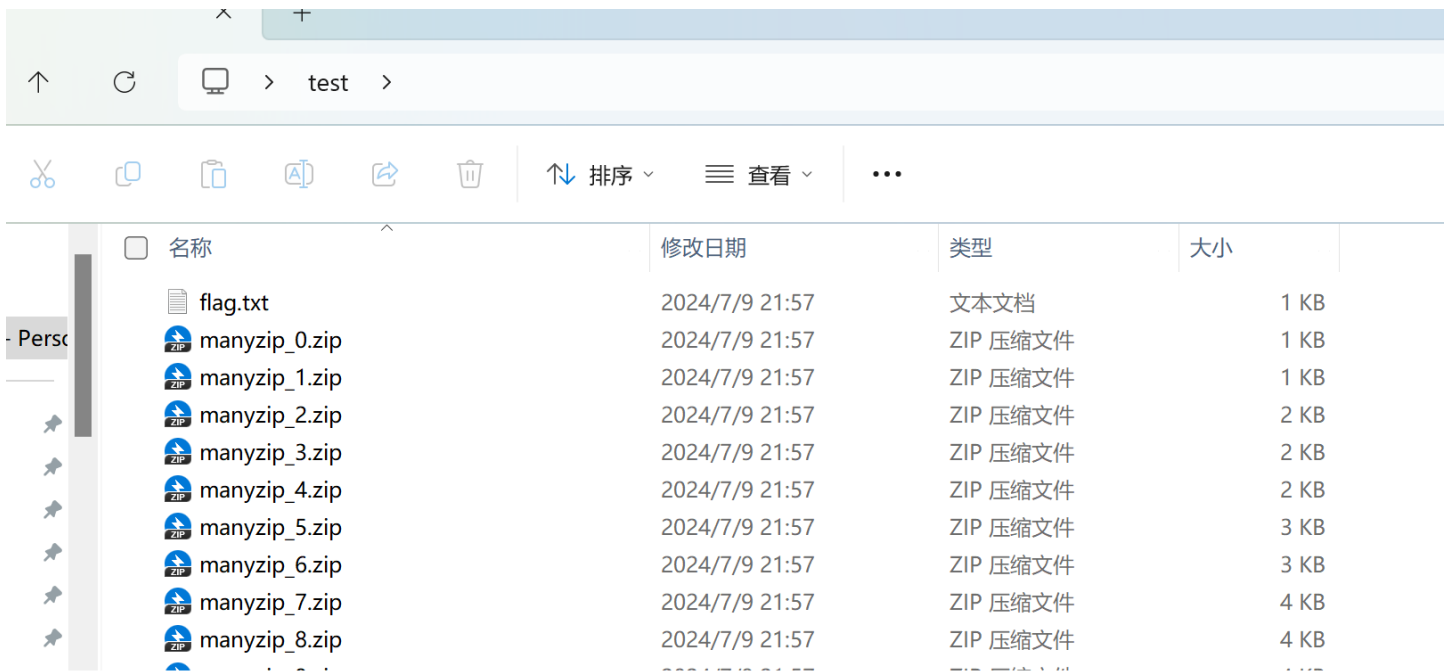 test
排序
查看
名称 修改日期 类型 大小
flag.txt 2024/7/9 21:57 文本文档 1 KB
- Perso
manyzip_0.zip 2024/7/9 21:57 ZIP 压缩文件 1 KB
manyzip_1.zip 2024/7/9 21:57 ZIP 压缩文件 1 KB
manyzip_2.zip 2024/7/9 21:57 ZIP 压缩文件 2 KB
manyzip_3.zip 2024/7/9 21:57 ZIP 压缩文件 2 KB
manyzip_4.zip 2024/7/9 21:57 ZIP 压缩文件 2 KB
manyzip_5.zip 2024/7/9 21:57 ZIP 压缩文件 3 KB
manyzip_6.zip 2024/7/9 21:57 ZIP 压缩文件 3 KB
manyzip_7.zip 2024/7/9 21:57 ZIP 压缩文件 4 KB
manyzip_8.zip 2024/7/9 21:57 ZIP 压缩文件 4 KB